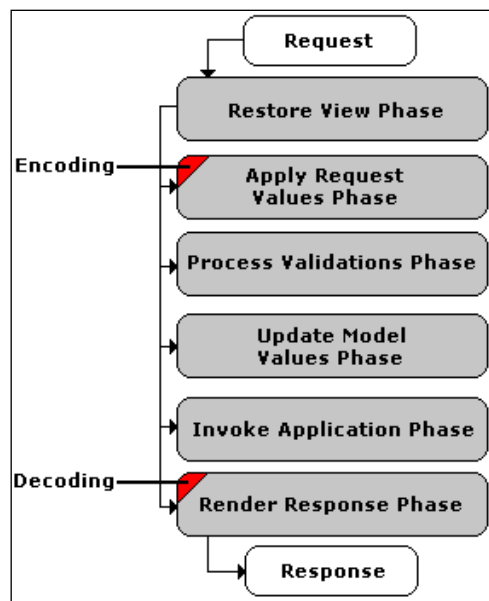 Request
Restore View Phase
Encoding
Apply Request
Values Phase
Process Validations Phase
Update Model
Values Phase
Invoke Application Phase
Decoding
Render Response Phase
Response